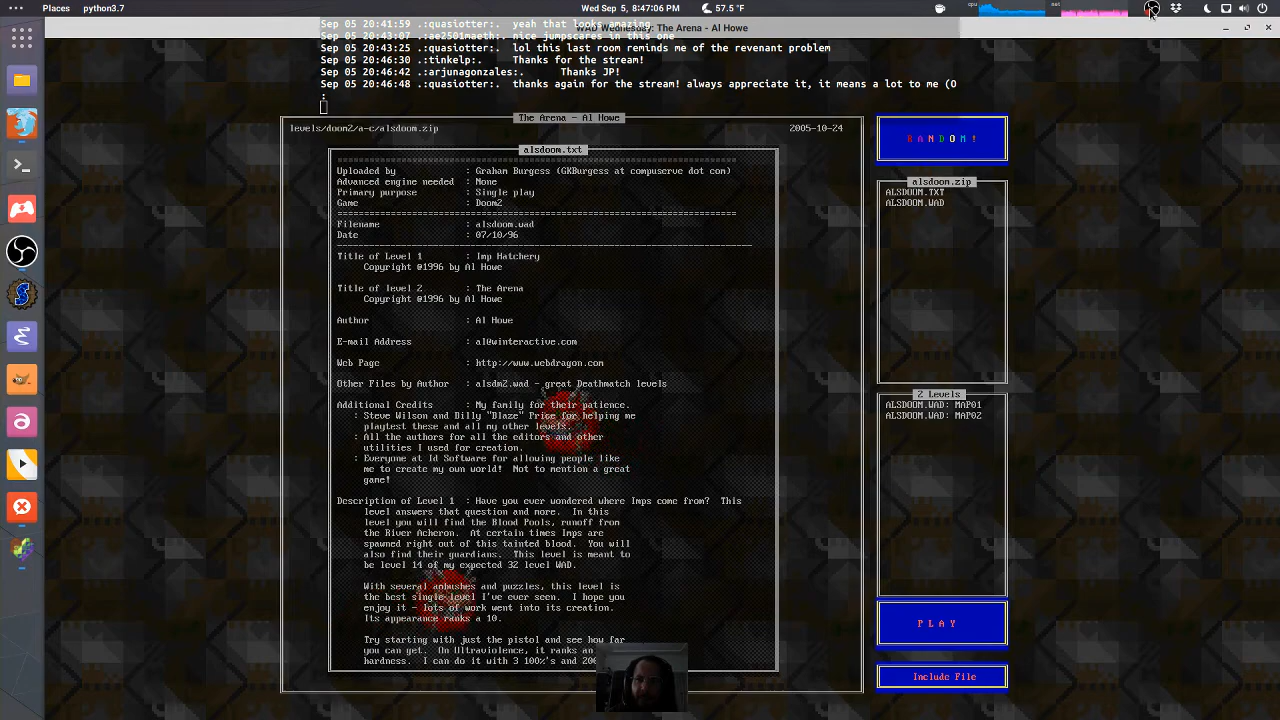 Places python3.7 Wed Sep 5, 8:47:06 PM 57.5 °F cpu net
WAD Wednesday: The Arena - Al Howe
Sep 05 20:41:59 .:quasiotter:. yeah that looks amazing
Sep 05 20:43:07 .:ae2501maeth:. nice jumpscares in this one
Sep 05 20:43:25 .:quasiotter:. lol this last room reminds me of the revenant problem
Sep 05 20:46:30 .:tinkelp:. Thanks for the stream!
Sep 05 20:46:42 .:arjunagonzales:. Thanks JP!
Sep 05 20:46:48 .:quasiotter:. thanks again for the stream! always appreciate it, it means a lot to me (O
:
The Arena - Al Howe
levels/doom2/a-c/alsdoom.zip 2005-10-24
alsdoom.txt
================================================================
Uploaded by : Graham Burgess (GKBurgess at compuserve dot com)
Advanced engine needed : None
Primary purpose : Single play
Game : Doom2
================================================================
Filename : alsdoom.wad
Date : 07/10/96
----------------------------------------------------------------
Title of Level 1 : Imp Hatchery
Copyright @1996 by Al Howe
Title of level 2 : The Arena
Copyright @1996 by Al Howe
Author : Al Howe
E-mail Address : al@winteractive.com
Web Page : http://www.webdragon.com
Other Files by Author : alsdm2.wad - great Deathmatch levels
Additional Credits : My family for their patience.
: Steve Wilson and Billy "Blaze" Price for helping me
playtest these and all my other levels.
: All the authors for all the editors and other
utilities I used for creation.
: Everyone at Id Software for allowing people like
me to create my own world! Not to mention a great
game!
Description of Level 1 : Have you ever wondered where Imps come from? This
level answers that question and more. In this
level you will find the Blood Pools, runoff from
the River Acheron. At certain times Imps are
spawned right out of this tainted blood. You will
also find their guardians. This level is meant to
be level 14 of my expected 32 level WAD.
With several ambushes and puzzles, this level is
the best single-level I've ever seen. I hope you
enjoy it - lots of work went into its creation.
Its appearance ranks a 10.
Try starting with just the pistol and see how far
you can get. On Ultraviolence, it ranks an
hardness. I can do it with 3 100%'s and
RANDOM!
alsdoom.zip
ALSDOOM.TXT
ALSDOOM.WAD
2 Levels
ALSDOOM.WAD: MAP01
ALSDOOM.WAD: MAP02
PLAY
Include File